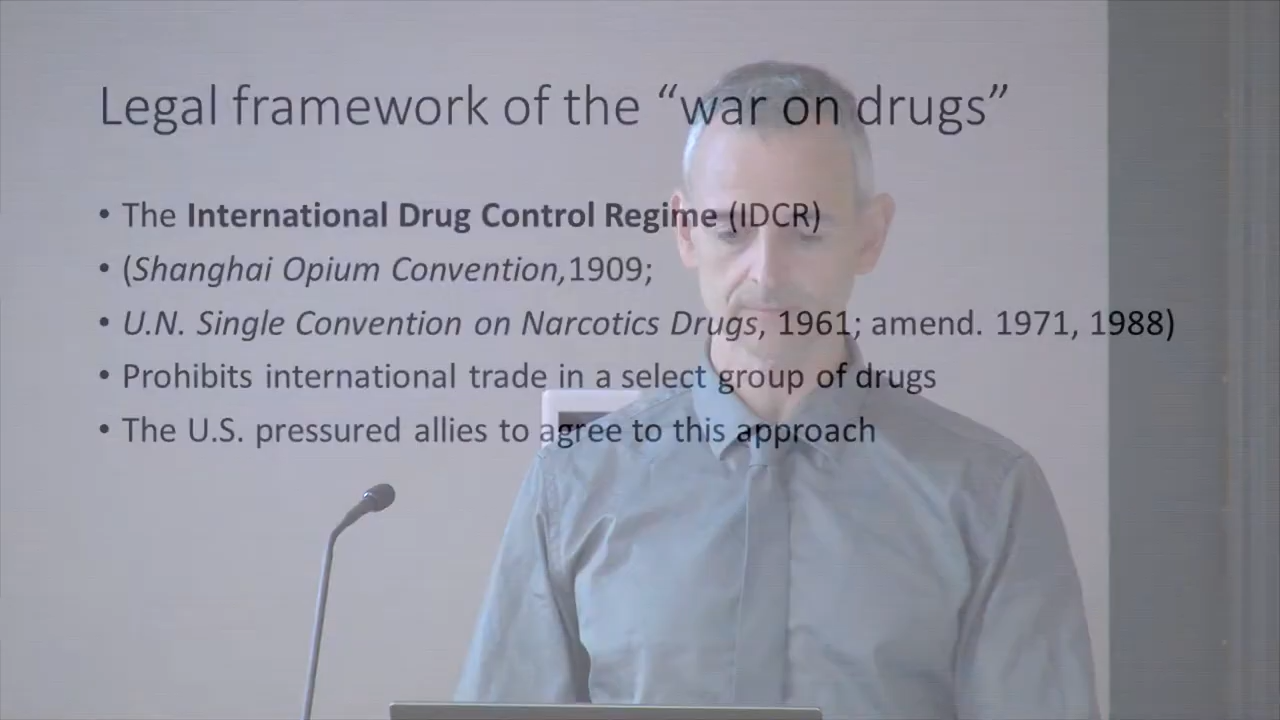 Legal framework of the “war on drugs”
• The International Drug Control Regime (IDCR)
• (Shanghai Opium Convention,1909;
• U.N. Single Convention on Narcotics Drugs, 1961; amend. 1971, 1988)
• Prohibits international trade in a select group of drugs
• The U.S. pressured allies to agree to this approach